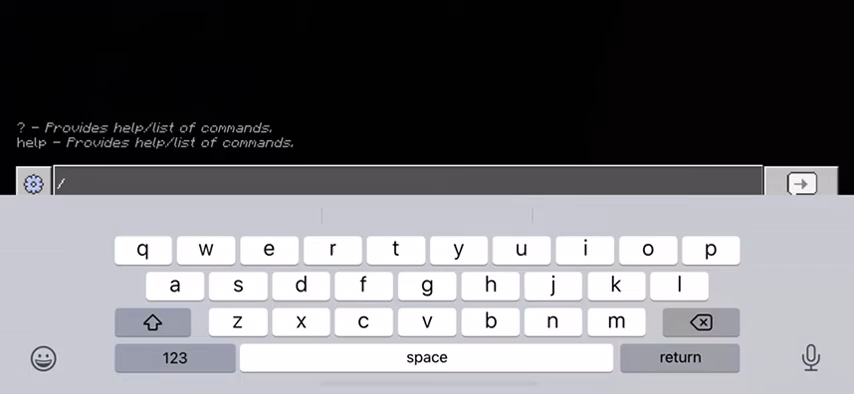 ? - Provides help/list of commands.
help - Provides help/list of commands.
/
q w e r t y u i o p
a s d f g h j k l
z x c v b n m
123 space return